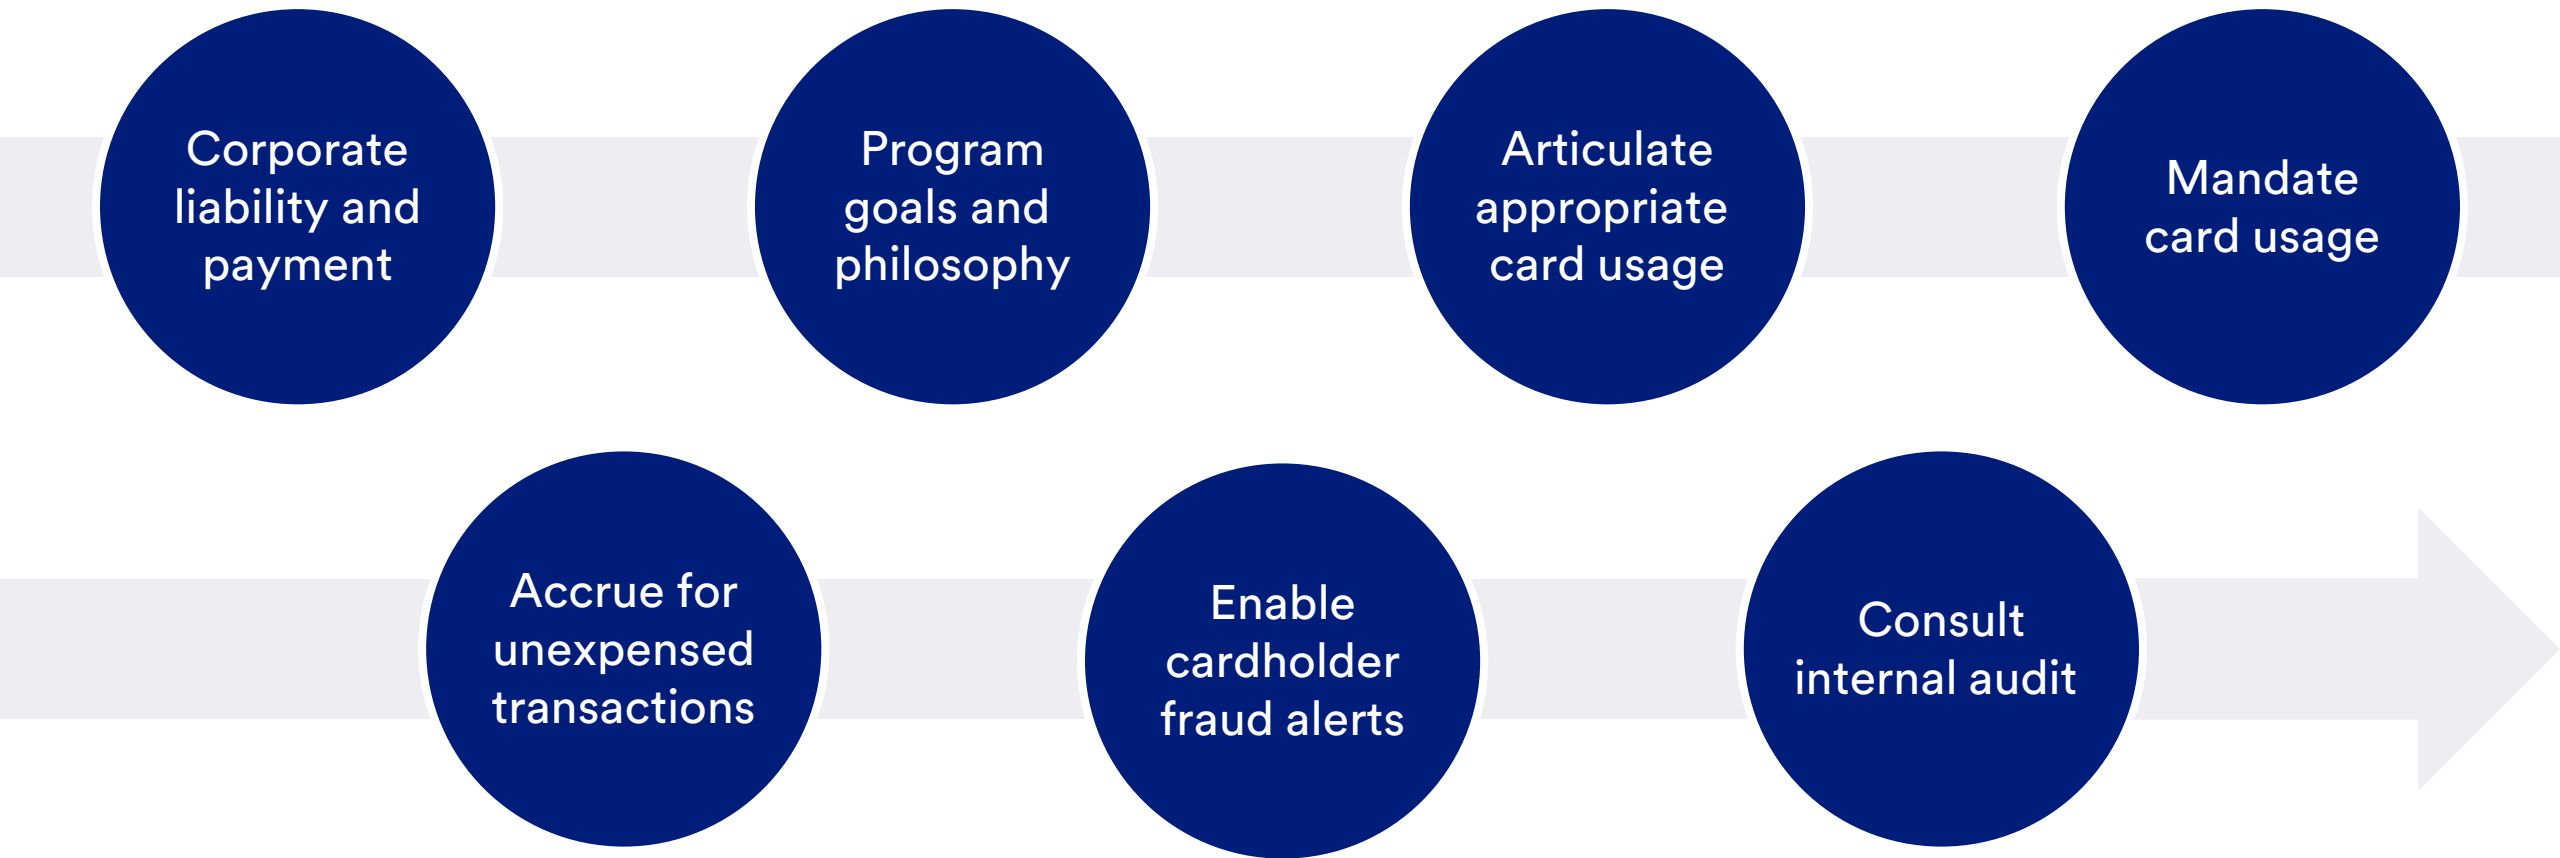 Corporate
liability and
payment
Program
goals and
philosophy
Articulate
appropriate
card usage
Mandate
card usage
Accrue for
unexpensed
transactions
Enable
cardholder
fraud alerts
Consult
internal audit